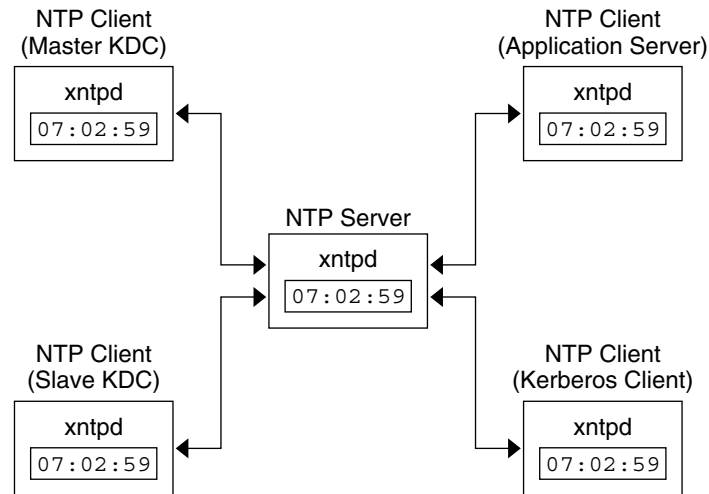 NTP Client
(Master KDC)
xntpd
07:02:59
NTP Client
(Application Server)
xntpd
07:02:59
NTP Server
xntpd
07:02:59
NTP Client
(Slave KDC)
xntpd
07:02:59
NTP Client
(Kerberos Client)
xntpd
07:02:59